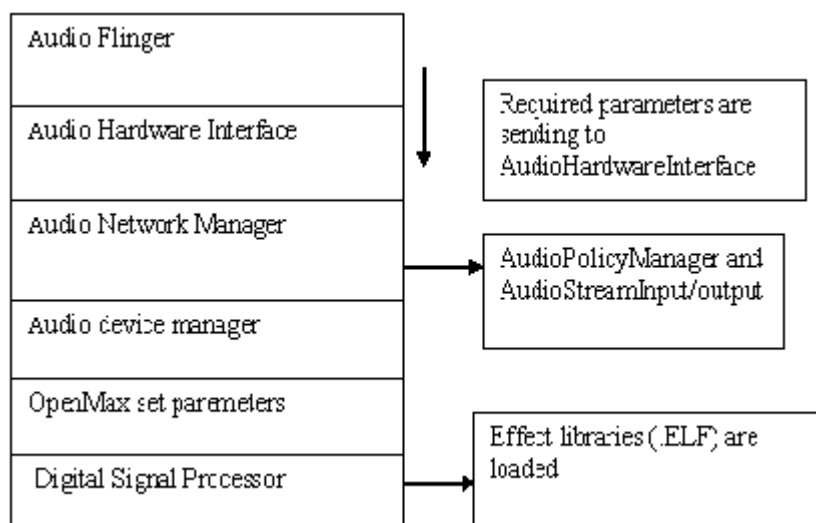 Audio Flinger
Audio Hardware Interface
Audio Network Manager
Audio device manager
OpenMax set paremeters
Digital Signal Processor
Required parameters are
sending to
AudioHardwareInterface
AudioPolicyManager and
AudioStreamInput/output
Effect libraries (.ELF) are
loaded